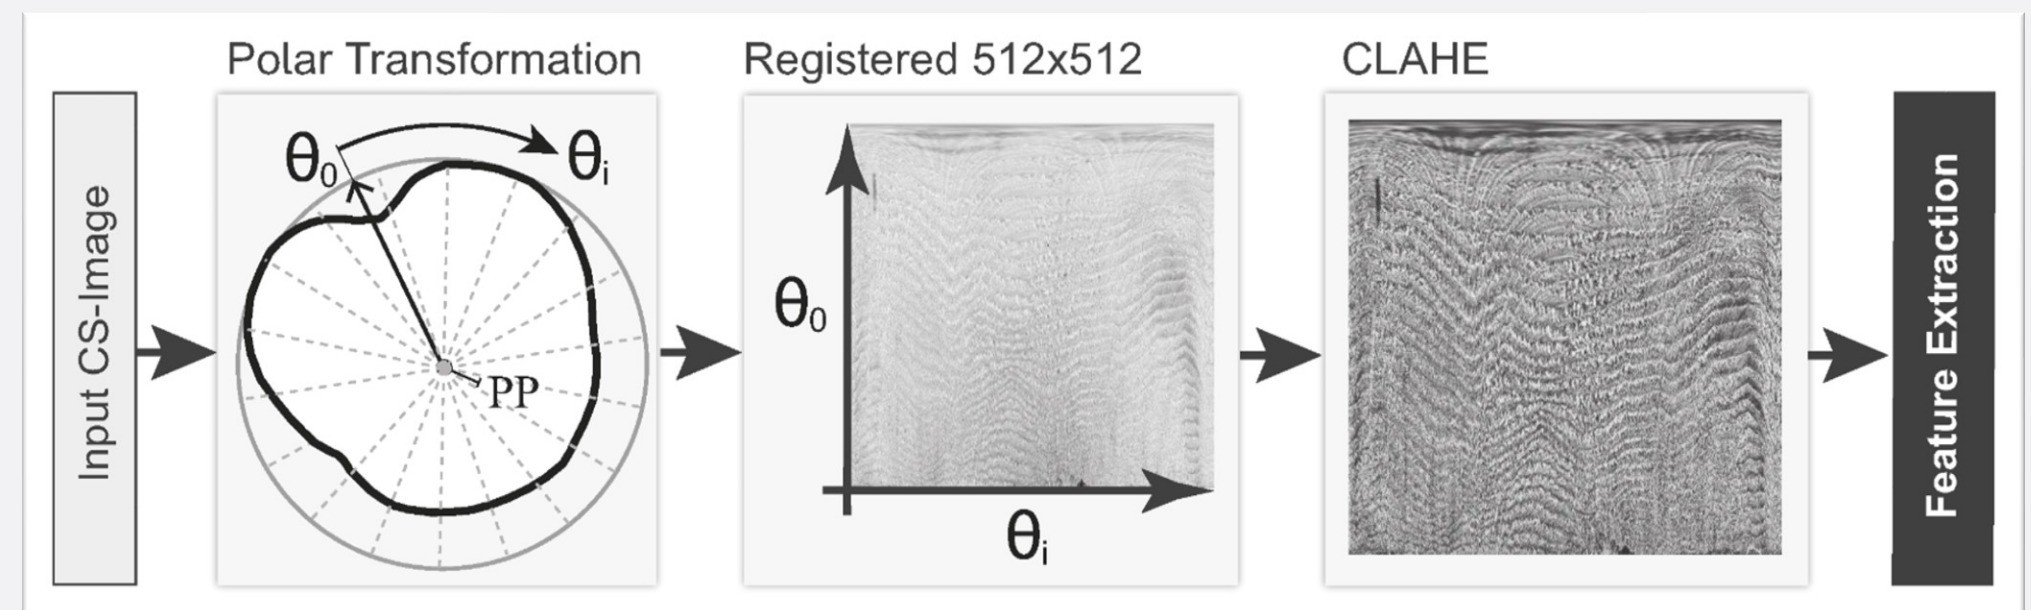 Input CS-Image
Polar Transformation
θ0
θi
PP
Registered 512x512
θ0
θi
CLAHE
Feature Extraction